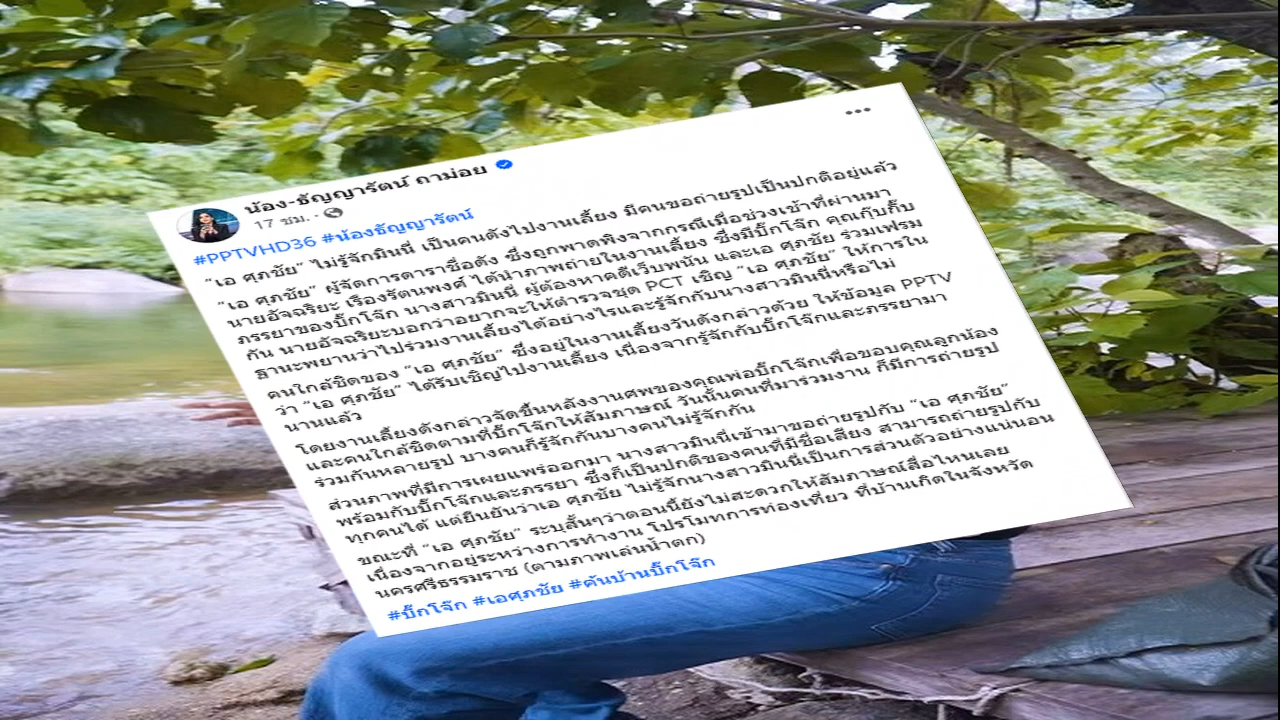 น้อง-ธัญญารัตน์ ถาม่อย
17 ชม. ·
#PPTVHD36 #น้องธัญญารัตน์
"เอ ศุภชัย" ไม่รู้จักมินนี่ เป็นคนดังไปงานเลี้ยง มีคนขอถ่ายรูปเป็นปกติอยู่แล้ว
"เอ ศุภชัย" ผู้จัดการดาราชื่อดัง ซึ่งถูกพาดพิงจากกรณีเมื่อช่วงเช้าที่ผ่านมา
นายอัจฉริยะ เรืองรัตนพงศ์ ได้นำภาพถ่ายในงานเลี้ยง ซึ่งมีบิ๊กโจ๊ก คุณกุ๊บกิ๊บ
ภรรยาของบิ๊กโจ๊ก นางสาวมินนี่ ผู้ต้องหาคดีเว็บพนัน และเอ ศุภชัย ร่วมเฟรม
กัน นายอัจฉริยะบอกว่าอยากจะให้ตำรวจชุด PCT เชิญ "เอ ศุภชัย" ให้การใน
ฐานะพยานว่าไปร่วมงานเลี้ยงได้อย่างไรและรู้จักกับนางสาวมินนี่หรือไม่
คนใกล้ชิดของ "เอ ศุภชัย" ซึ่งอยู่ในงานเลี้ยงวันดังกล่าวด้วย ให้ข้อมูล PPTV
ว่า "เอ ศุภชัย" ได้รับเชิญไปงานเลี้ยง เนื่องจากรู้จักกับบิ๊กโจ๊กและภรรยามา
นานแล้ว
โดยงานเลี้ยงดังกล่าวจัดขึ้นหลังงานศพของคุณพ่อบิ๊กโจ๊กเพื่อขอบคุณลูกน้อง
และคนใกล้ชิดตามที่บิ๊กโจ๊กให้สัมภาษณ์ วันนั้นคนที่มาร่วมงาน ก็มีการถ่ายรูป
ร่วมกันหลายรูป บางคนก็รู้จักกันบางคนไม่รู้จักกัน
ส่วนภาพที่มีการเผยแพร่ออกมา นางสาวมินนี่เข้ามาขอถ่ายรูปกับ "เอ ศุภชัย"
พร้อมกับบิ๊กโจ๊กและภรรยา ซึ่งก็เป็นปกติของคนที่มีชื่อเสียง สามารถถ่ายรูปกับ
ทุกคนได้ แต่ยืนยันว่าเอ ศุภชัย ไม่รู้จักนางสาวมินนี่เป็นการส่วนตัวอย่างแน่นอน
ขณะที่ "เอ ศุภชัย" ระบุสั้นๆว่าตอนนี้ยังไม่สะดวกให้สัมภาษณ์สื่อไหนเลย
เนื่องจากอยู่ระหว่างการทำงาน โปรโมทการท่องเที่ยว ที่บ้านเกิดในจังหวัด
นครศรีธรรมราช (ตามภาพเล่นน้ำตก)
#บิ๊กโจ๊ก #เอศุภชัย #ค้นบ้านบิ๊กโจ๊ก